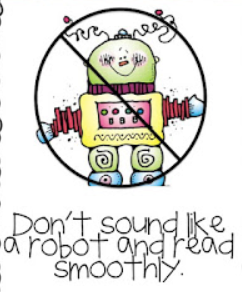 Don't sound like
a robot and read
smoothly.